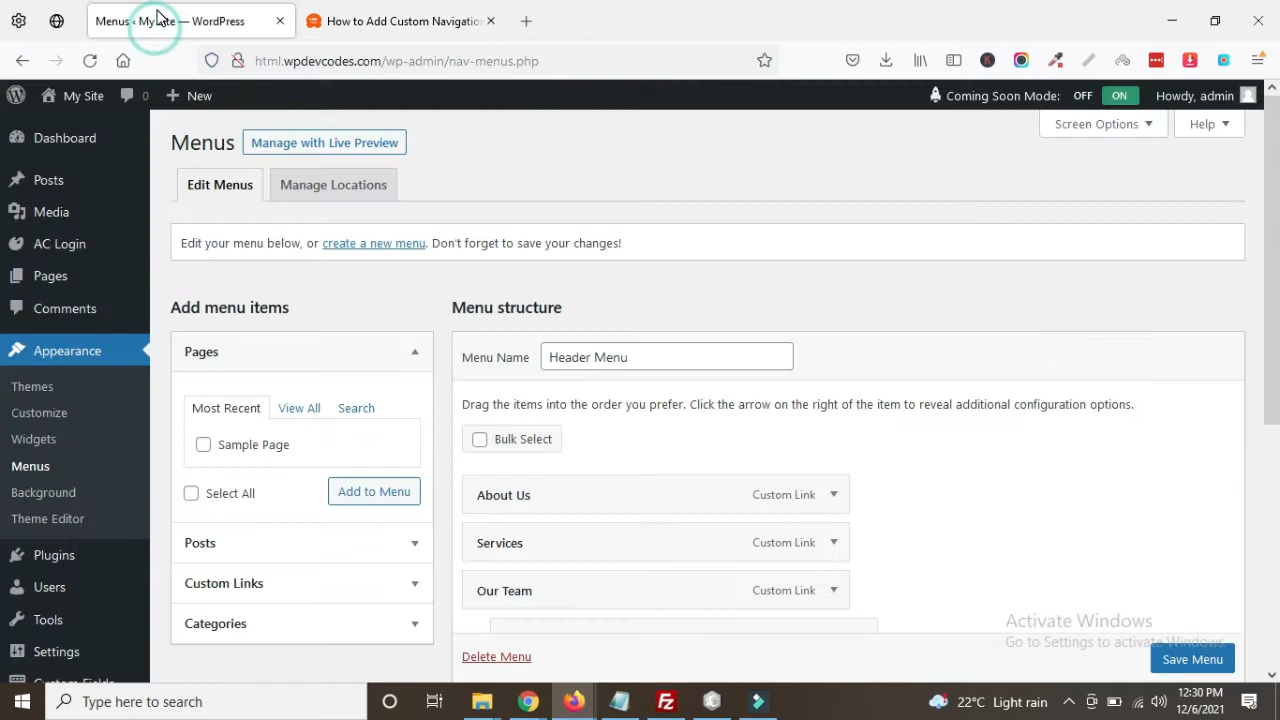 Menus ‹ My Site — WordPress
How to Add Custom Navigatio
html.wpdevcodes.com/wp-admin/nav-menus.php
My Site
0
New
Coming Soon Mode: OFF ON
Howdy, admin
Screen Options
Help
Dashboard
Posts
Media
AC Login
Pages
Comments
Appearance
Themes
Customize
Widgets
Menus
Background
Theme Editor
Plugins
Users
Tools
Settings
Custom Fields
Menus
Manage with Live Preview
Edit Menus
Manage Locations
Edit your menu below, or create a new menu. Don't forget to save your changes!
Add menu items
Pages
Most Recent
View All
Search
Sample Page
Select All
Add to Menu
Posts
Custom Links
Categories
Menu structure
Menu Name
Header Menu
Drag the items into the order you prefer. Click the arrow on the right of the item to reveal additional configuration options.
Bulk Select
About Us
Custom Link
Services
Custom Link
Our Team
Custom Link
Delete Menu
Save Menu
Activate Windows
Go to Settings to activate Windows.
Type here to search
22°C Light rain
12:30 PM
12/6/2021